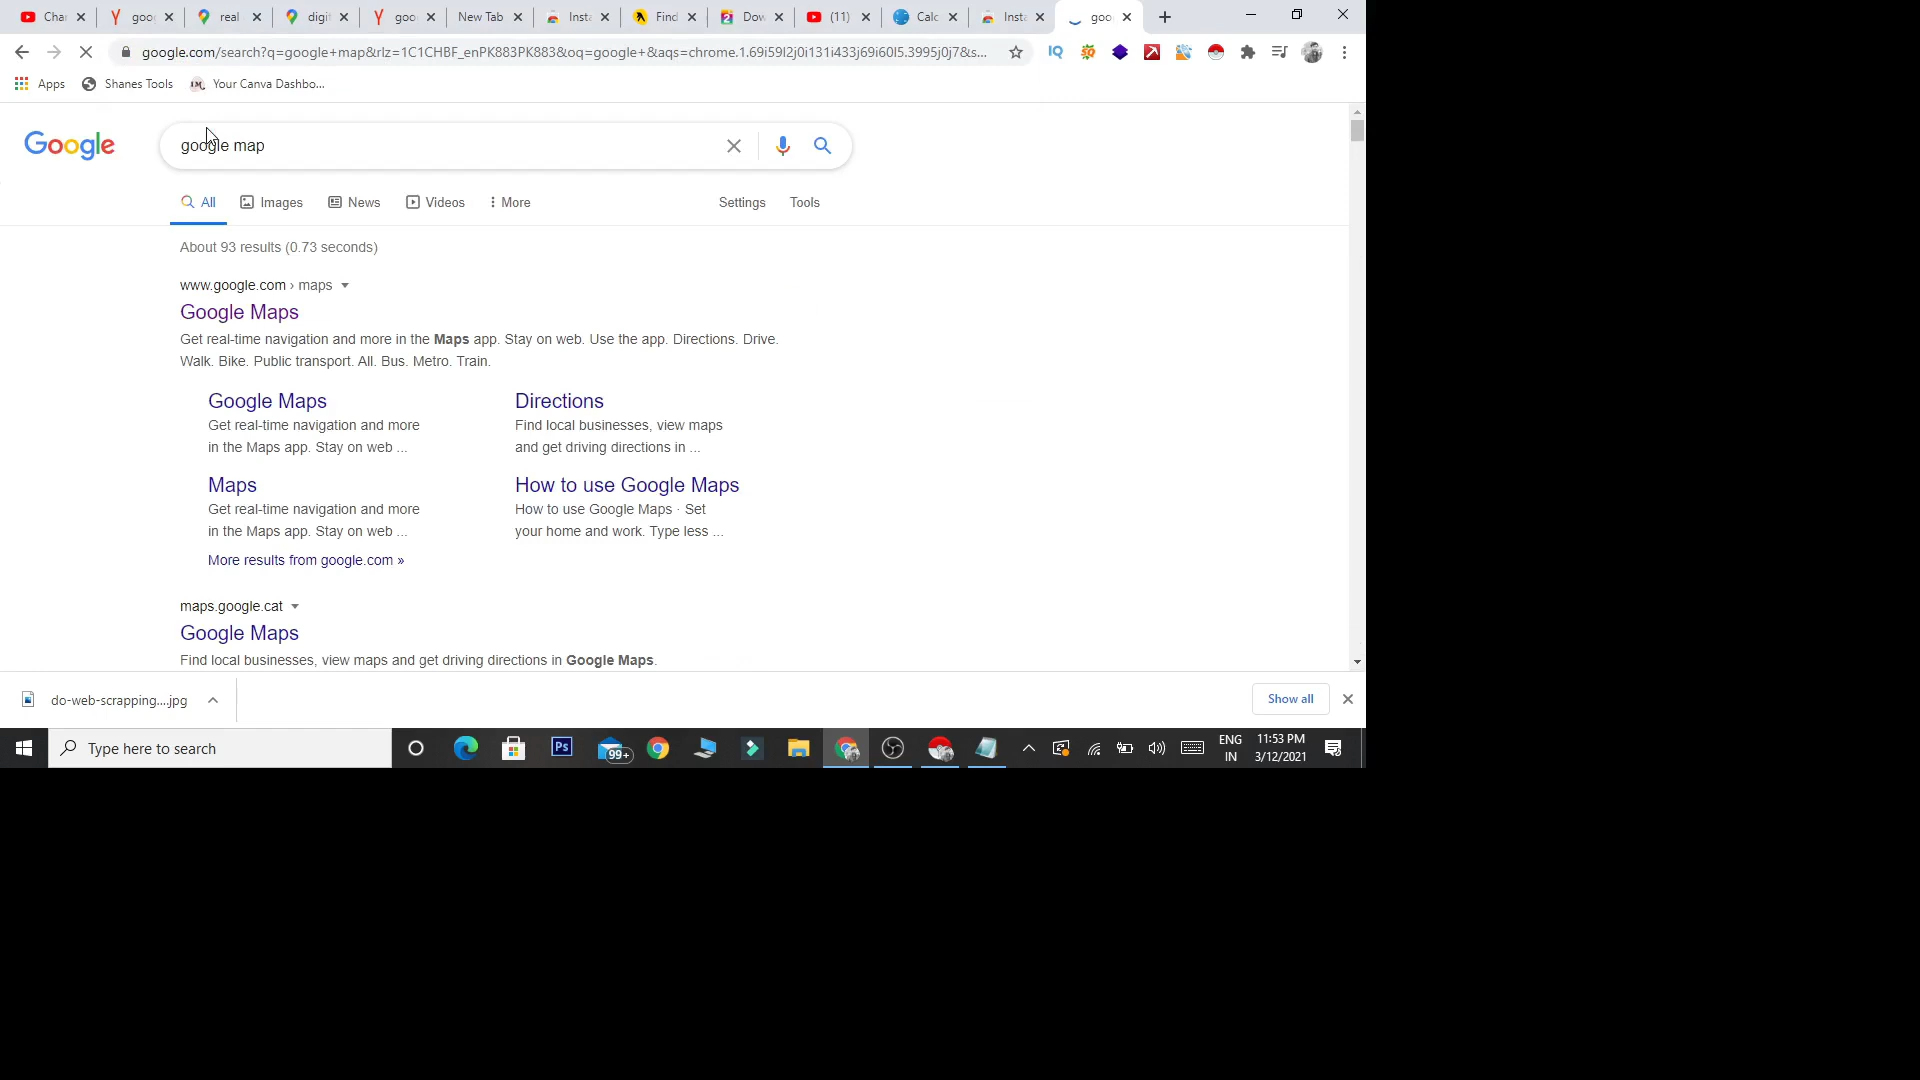 Char
goo
real
digit
goo
New Tab
Insta
Find
Dow
(11)
Calc
Insta
goo
google.com/search?q=google+map&rlz=1C1CHBF_enPK883PK883&oq=google+&aqs=chrome.1.69i59l2j0i131i433j69i60l5.3995j0j7&s...
Apps
Shanes Tools
Your Canva Dashbo...
Google
google map
All
Images
News
Videos
More
Settings
Tools
About 93 results (0.73 seconds)
www.google.com › maps
Google Maps
Get real-time navigation and more in the Maps app. Stay on web. Use the app. Directions. Drive.
Walk. Bike. Public transport. All. Bus. Metro. Train.
Google Maps
Get real-time navigation and more
in the Maps app. Stay on web ...
Directions
Find local businesses, view maps
and get driving directions in ...
Maps
Get real-time navigation and more
in the Maps app. Stay on web ...
How to use Google Maps
How to use Google Maps · Set
your home and work. Type less ...
More results from google.com »
maps.google.cat
Google Maps
Find local businesses, view maps and get driving directions in Google Maps.
do-web-scrapping....jpg
Show all
Type here to search
Ps
99+
ENG
IN
11:53 PM
3/12/2021